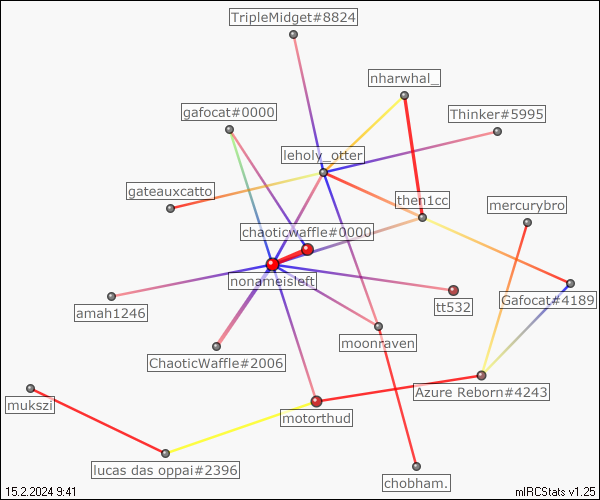 TripleMidget#8824
nharwhal_
gafocat#0000
Thinker#5995
leholy_otter
gateauxcatto
then1cc
mercurybro
chaoticwaffle#0000
nonameisleft
Gafocat#4189
amah1246
tt532
moonraven
ChaoticWaffle#2006
Azure Reborn#4243
mukszi
motorthud
lucas das oppai#2396
chobham.
15.2.2024 9:41
mIRCStats v1.25